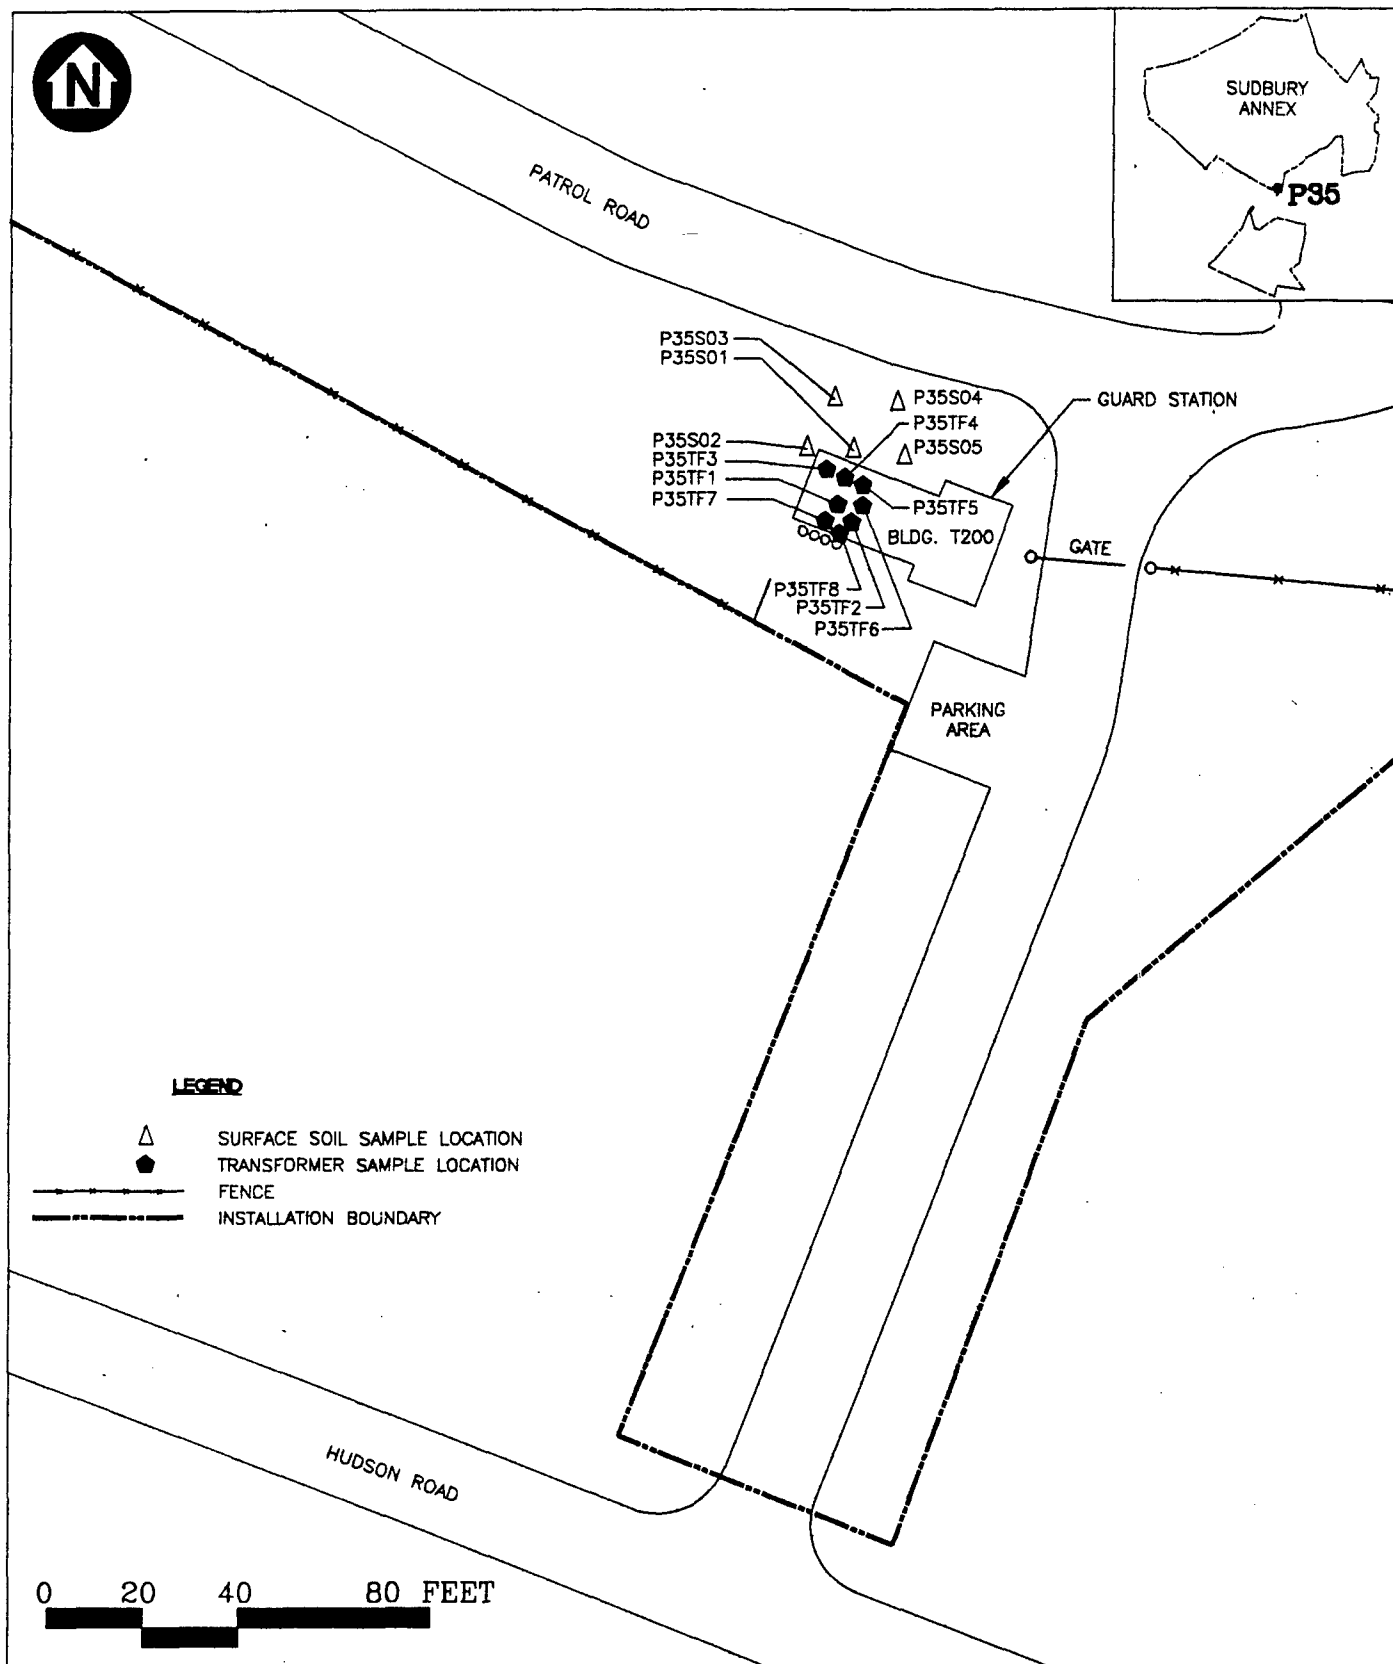 N
SUDBURY
ANNEX
P35
PATROL ROAD
P35S03
P35S01
P35S04
GUARD STATION
P35TF4
P35S02
P35S05
P35TF3
P35TF1
P35TF7
P35TF5
BLDG. T200
GATE
P35TF8
P35TF2
P35TF6
PARKING
AREA
LEGEND
SURFACE SOIL SAMPLE LOCATION
TRANSFORMER SAMPLE LOCATION
FENCE
INSTALLATION BOUNDARY
HUDSON ROAD
0 20 40 80 FEET